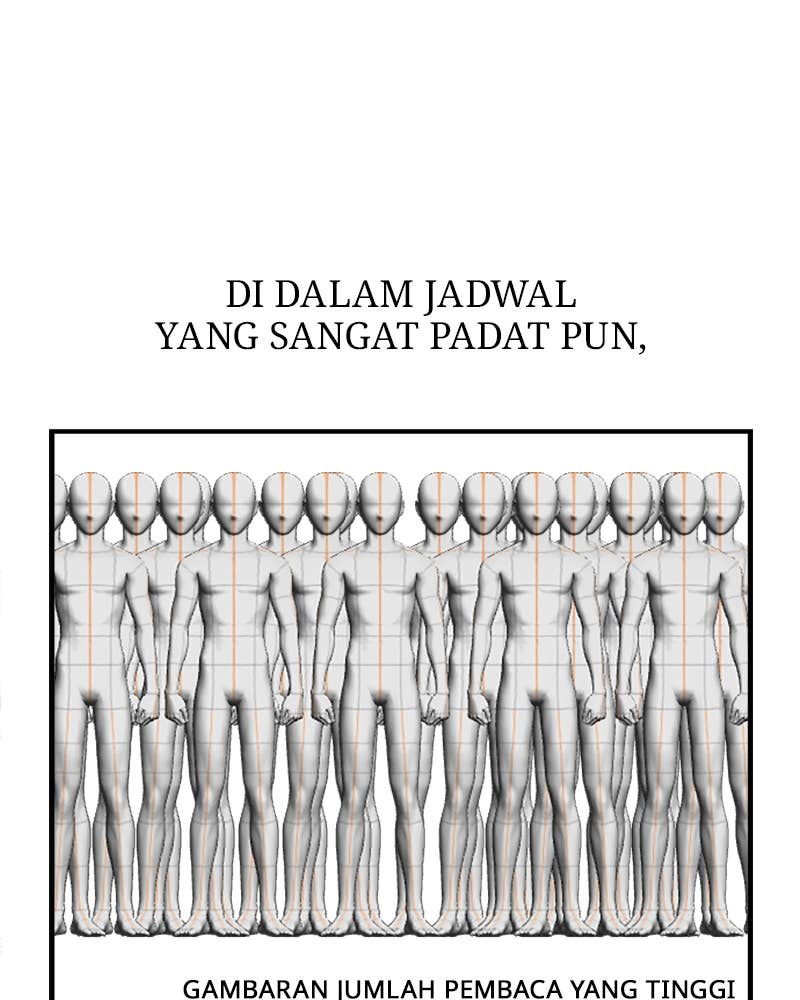 DI DALAM JADWAL
YANG SANGAT PADAT PUN,
GAMBARAN JUMLAH PEMBACA YANG TINGGI